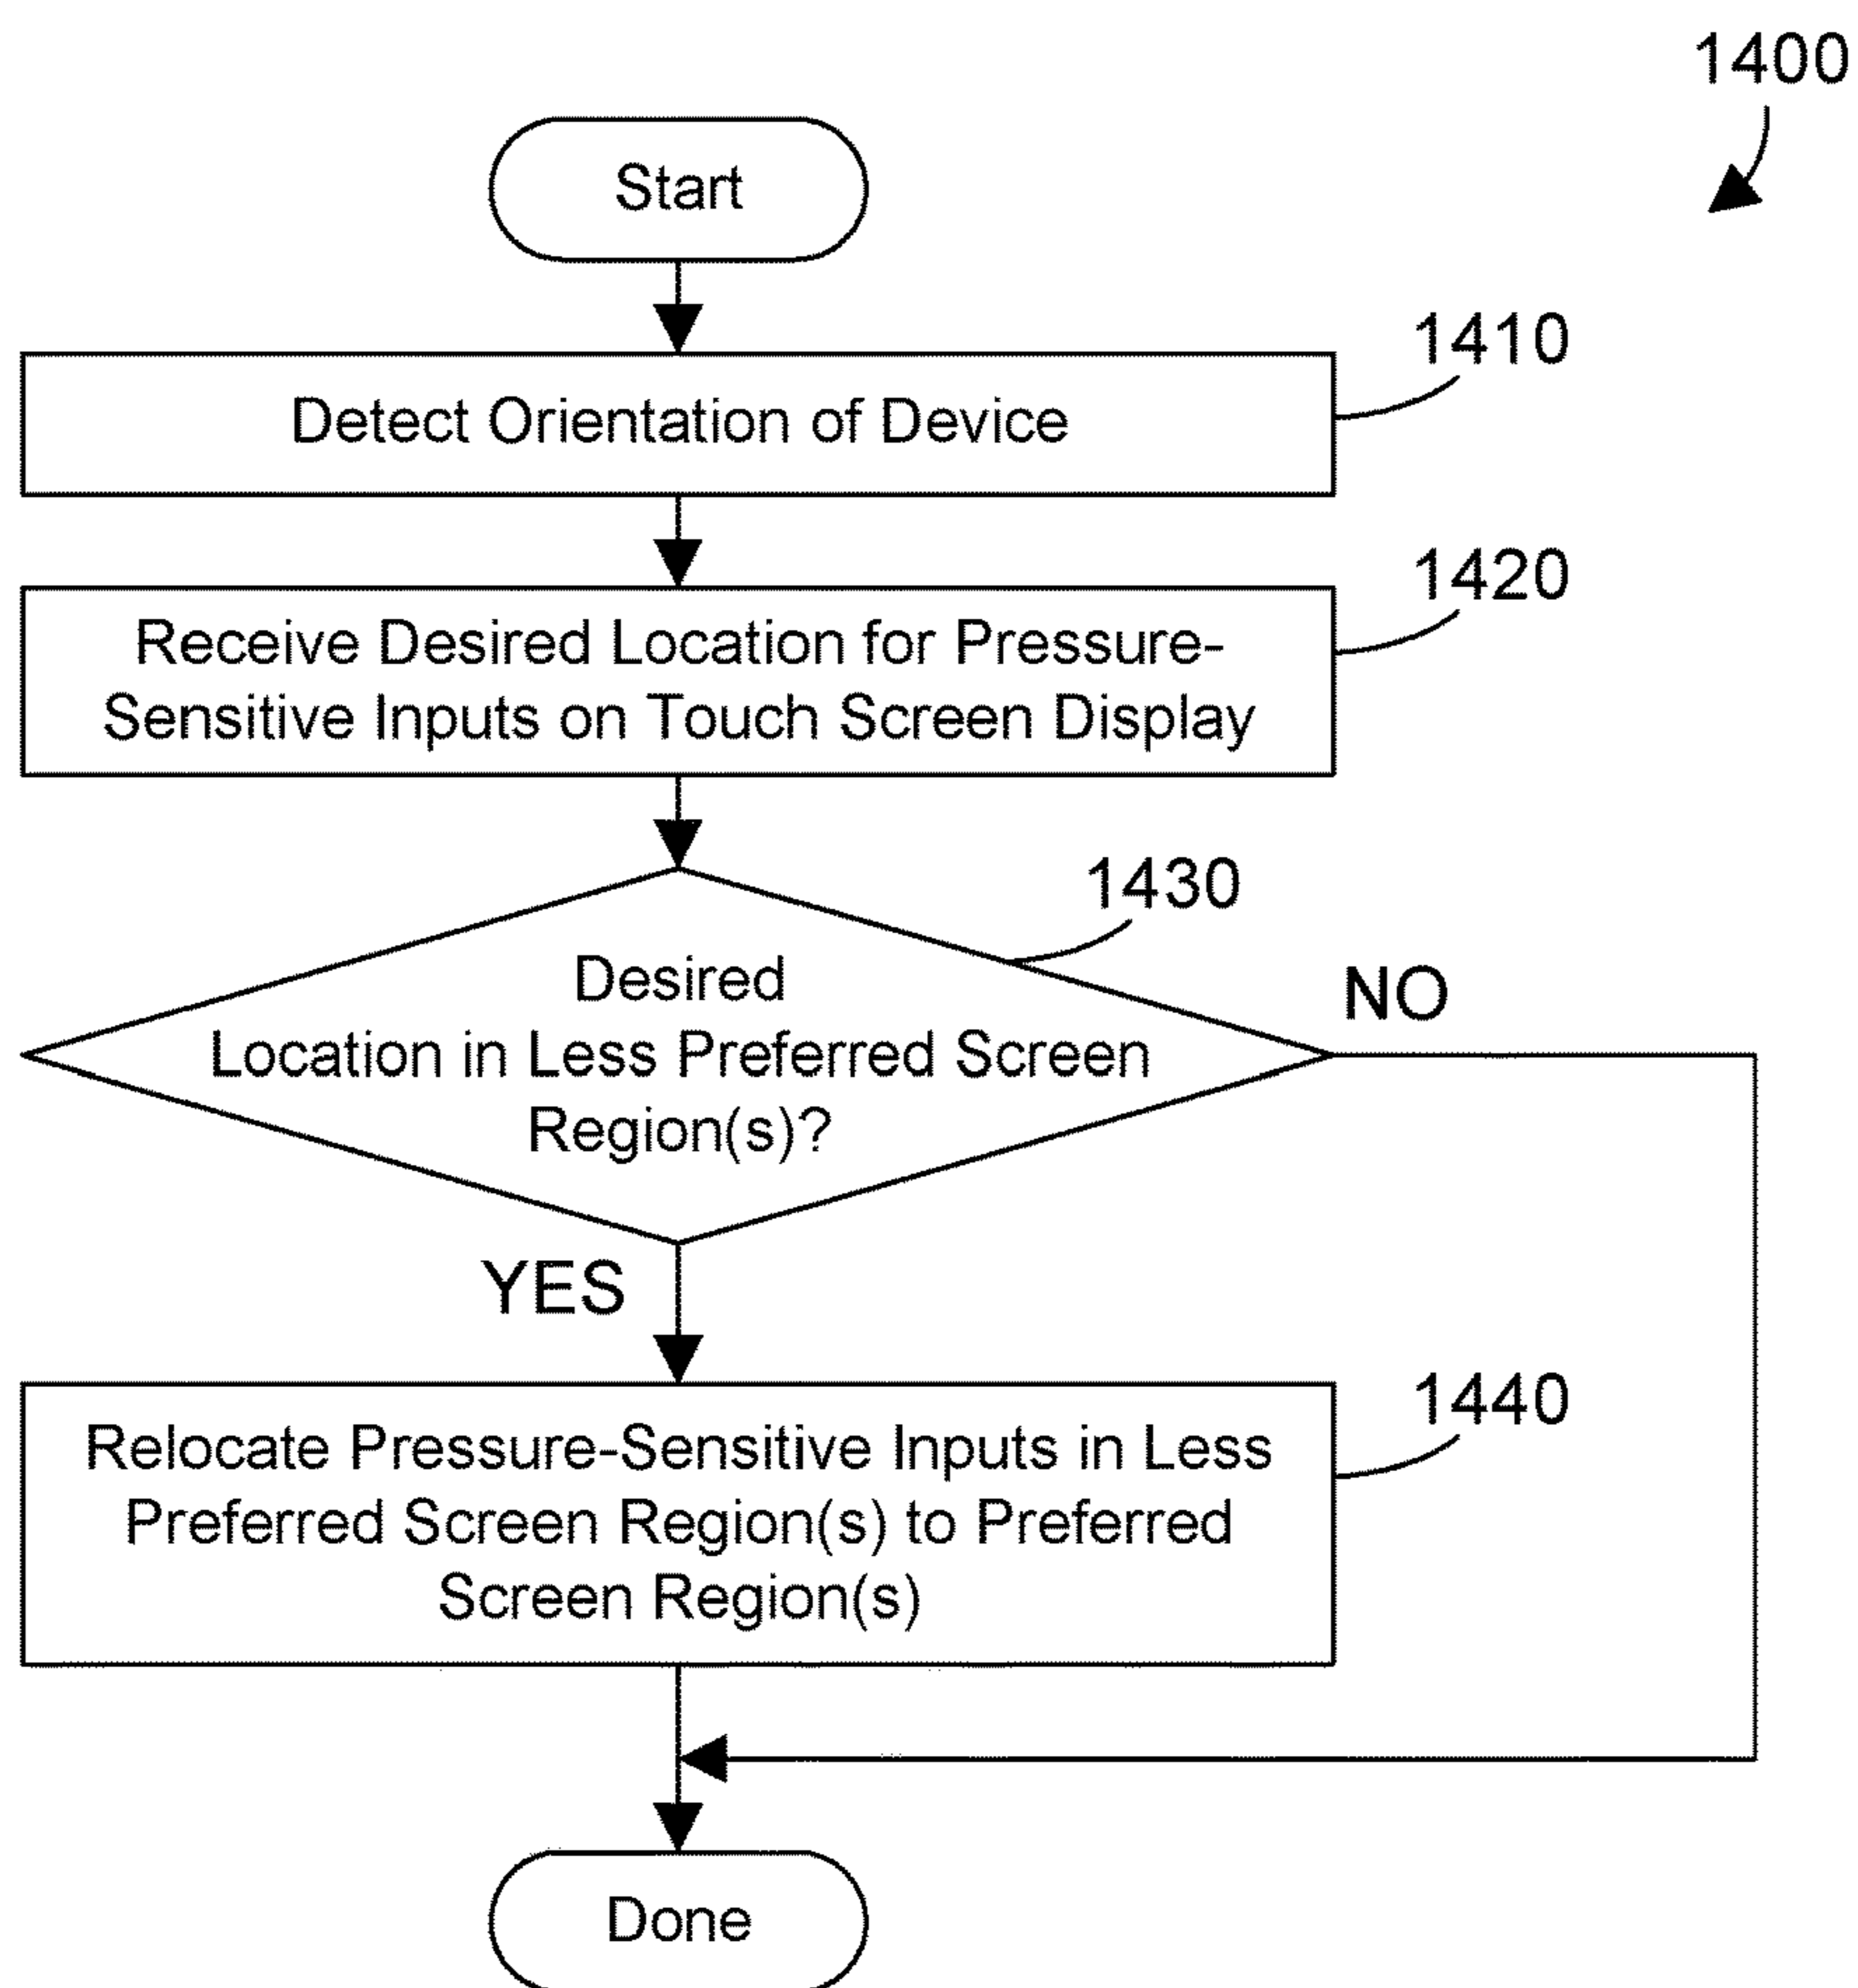 1400
Start
1410
Detect Orientation of Device
1420
Receive Desired Location for Pressure-
Sensitive Inputs on Touch Screen Display
1430
Desired
Location in Less Preferred Screen
Region(s)?
NO
YES
1440
Relocate Pressure-Sensitive Inputs in Less
Preferred Screen Region(s) to Preferred
Screen Region(s)
Done